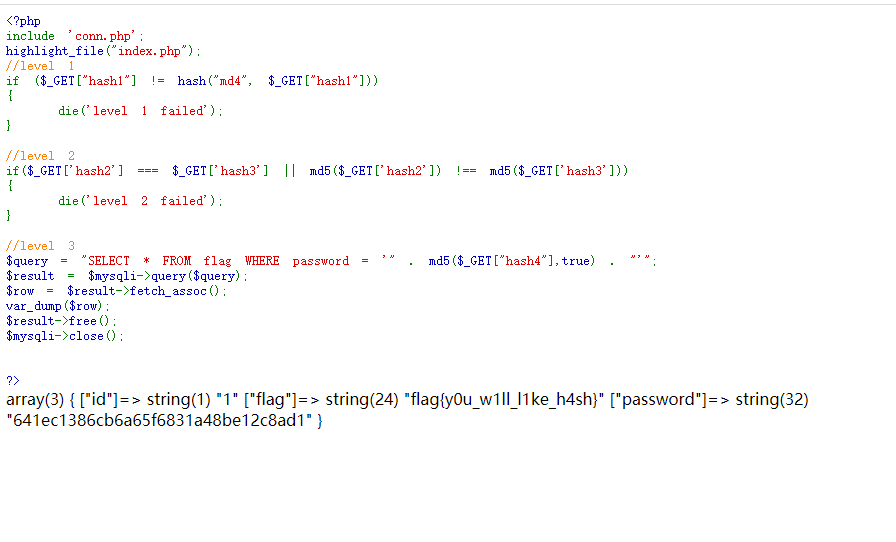 <?php
include 'conn.php';
highlight_file("index.php");
//level 1
if ($_GET["hash1"] != hash("md4", $_GET["hash1"]))
{
die('level 1 failed');
}
//level 2
if($_GET['hash2'] === $_GET['hash3'] || md5($_GET['hash2']) !== md5($_GET['hash3']))
{
die('level 2 failed');
}
//level 3
$query = "SELECT * FROM flag WHERE password = '" . md5($_GET["hash4"],true) . "'";
$result = $mysqli->query($query);
$row = $result->fetch_assoc();
var_dump($row);
$result->free();
$mysqli->close();
?>
array(3) { ["id"]=> string(1) "1" ["flag"]=> string(24) "flag{y0u_w1ll_l1ke_h4sh}" ["password"]=> string(32)
"641ec1386cb6a65f6831a48be12c8ad1" }